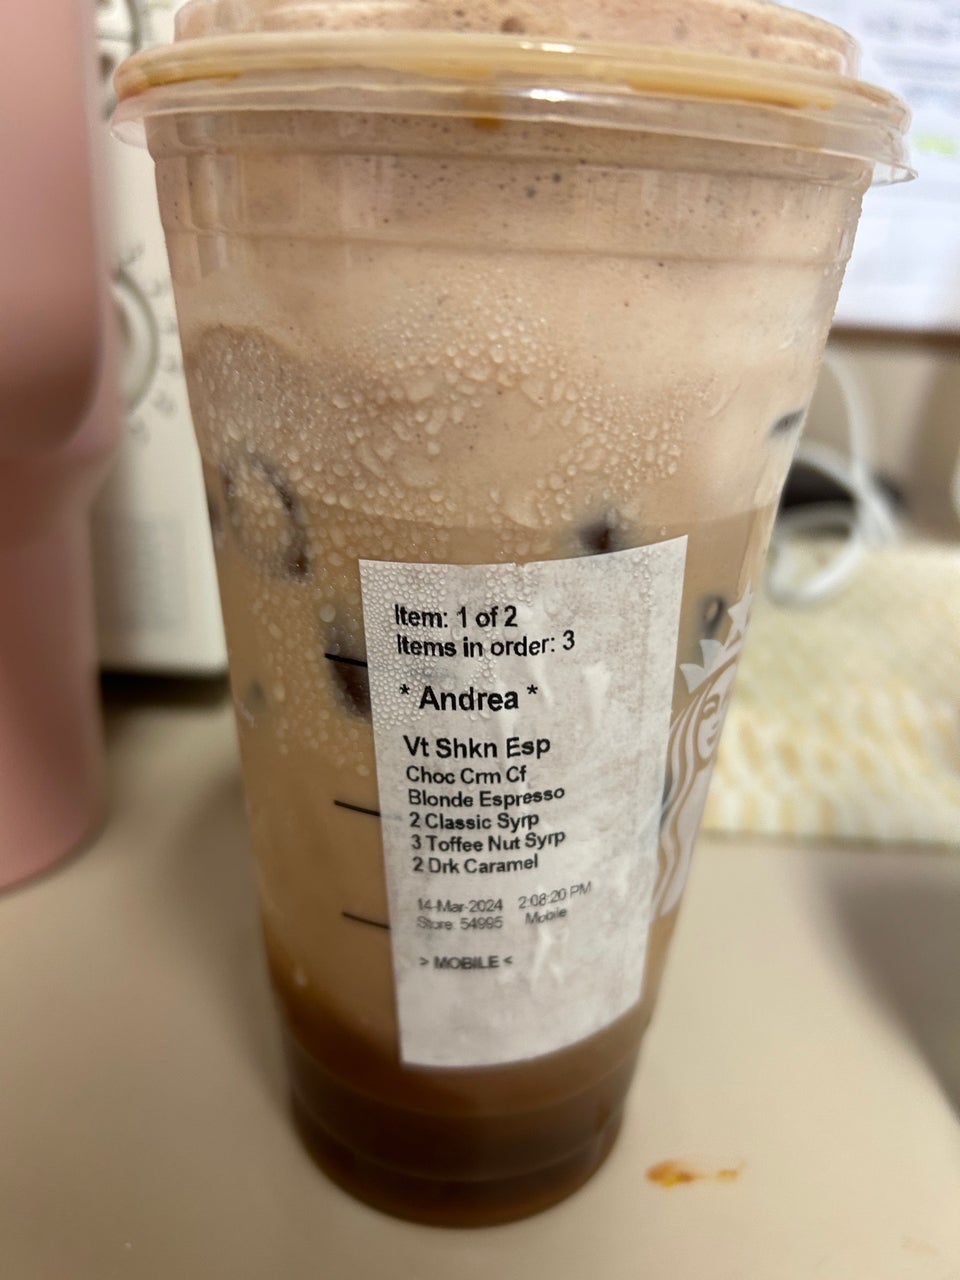 Item: 1 of 2
Items in order: 3
* Andrea *
Vt Shkn Esp
Choc Crm Cf
Blonde Espresso
2 Classic Syrp
3 Toffee Nut Syrp
2 Drk Caramel
14-Mar-2024 2:08:20 PM
Store: 54995 Mobile
> MOBILE <